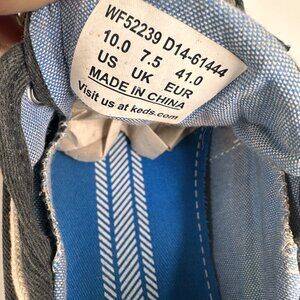 WF52239 D14-61444
10.0 7.5 41.0
US UK EUR
MADE IN CHINA
Visit us at keds.com